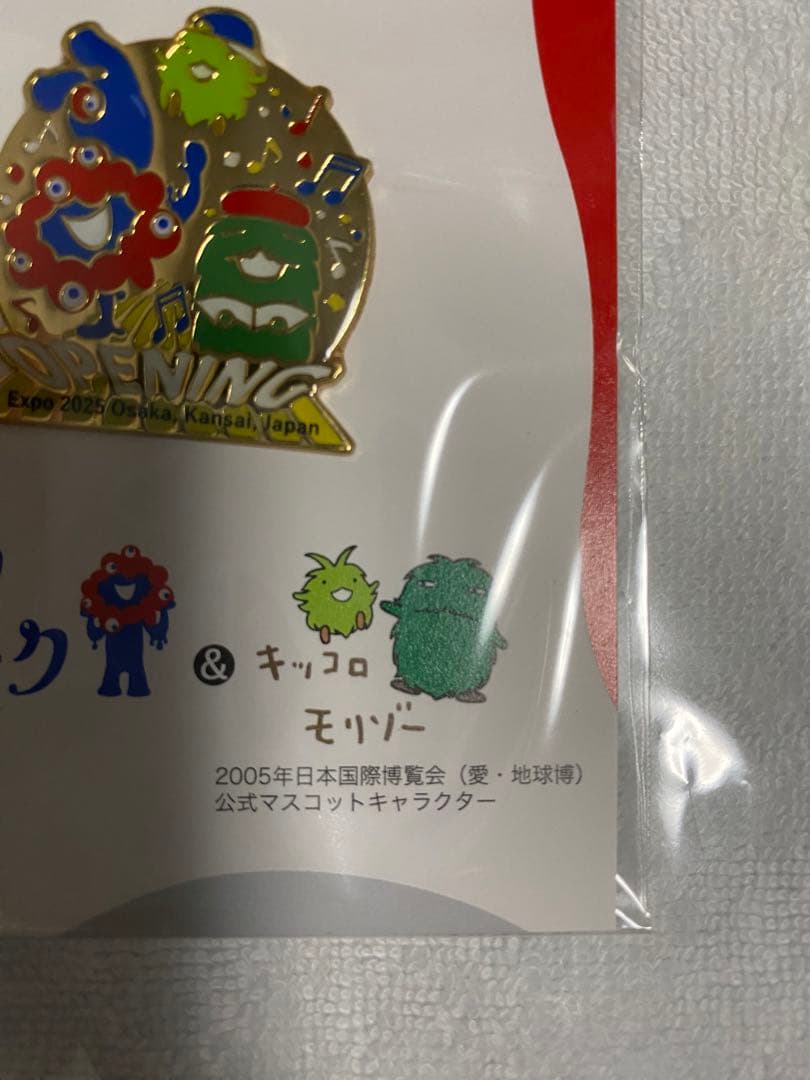 OPENING
Expo 2025 Osaka, Kansai, Japan
ク & キッコロ
モリゾー
2005年日本国際博覧会（愛・地球博）
公式マスコットキャラクター